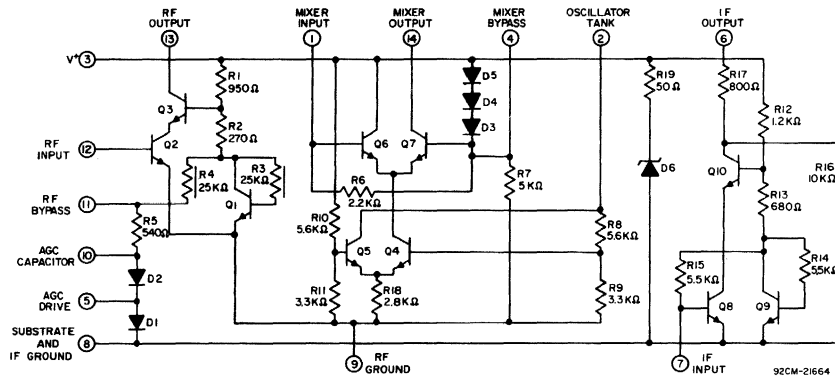 RF
OUTPUT
13
MIXER
INPUT
1
MIXER
OUTPUT
14
MIXER
BYPASS
4
OSCILLATOR
TANK
2
IF
OUTPUT
6
V+ 3
R1
950Ω
Q3
R2
270Ω
Q2
RF
INPUT
12
R4
25KΩ
R3
25KΩ
Q1
RF
BYPASS
11
R5
540Ω
AGC
CAPACITOR
10
D2
AGC
DRIVE
5
D1
SUBSTRATE
AND
IF GROUND
8
D5
D4
D3
Q6
Q7
R6
2.2KΩ
R7
5KΩ
R10
5.6KΩ
Q5
Q4
R8
5.6KΩ
R11
3.3KΩ
R18
2.8KΩ
R9
3.3KΩ
9
RF
GROUND
R19
50Ω
D6
R17
800Ω
R12
1.2KΩ
Q10
R16
10KΩ
R13
680Ω
R15
5.5KΩ
R14
5.5KΩ
Q8
Q9
7
IF
INPUT
92CM-21664